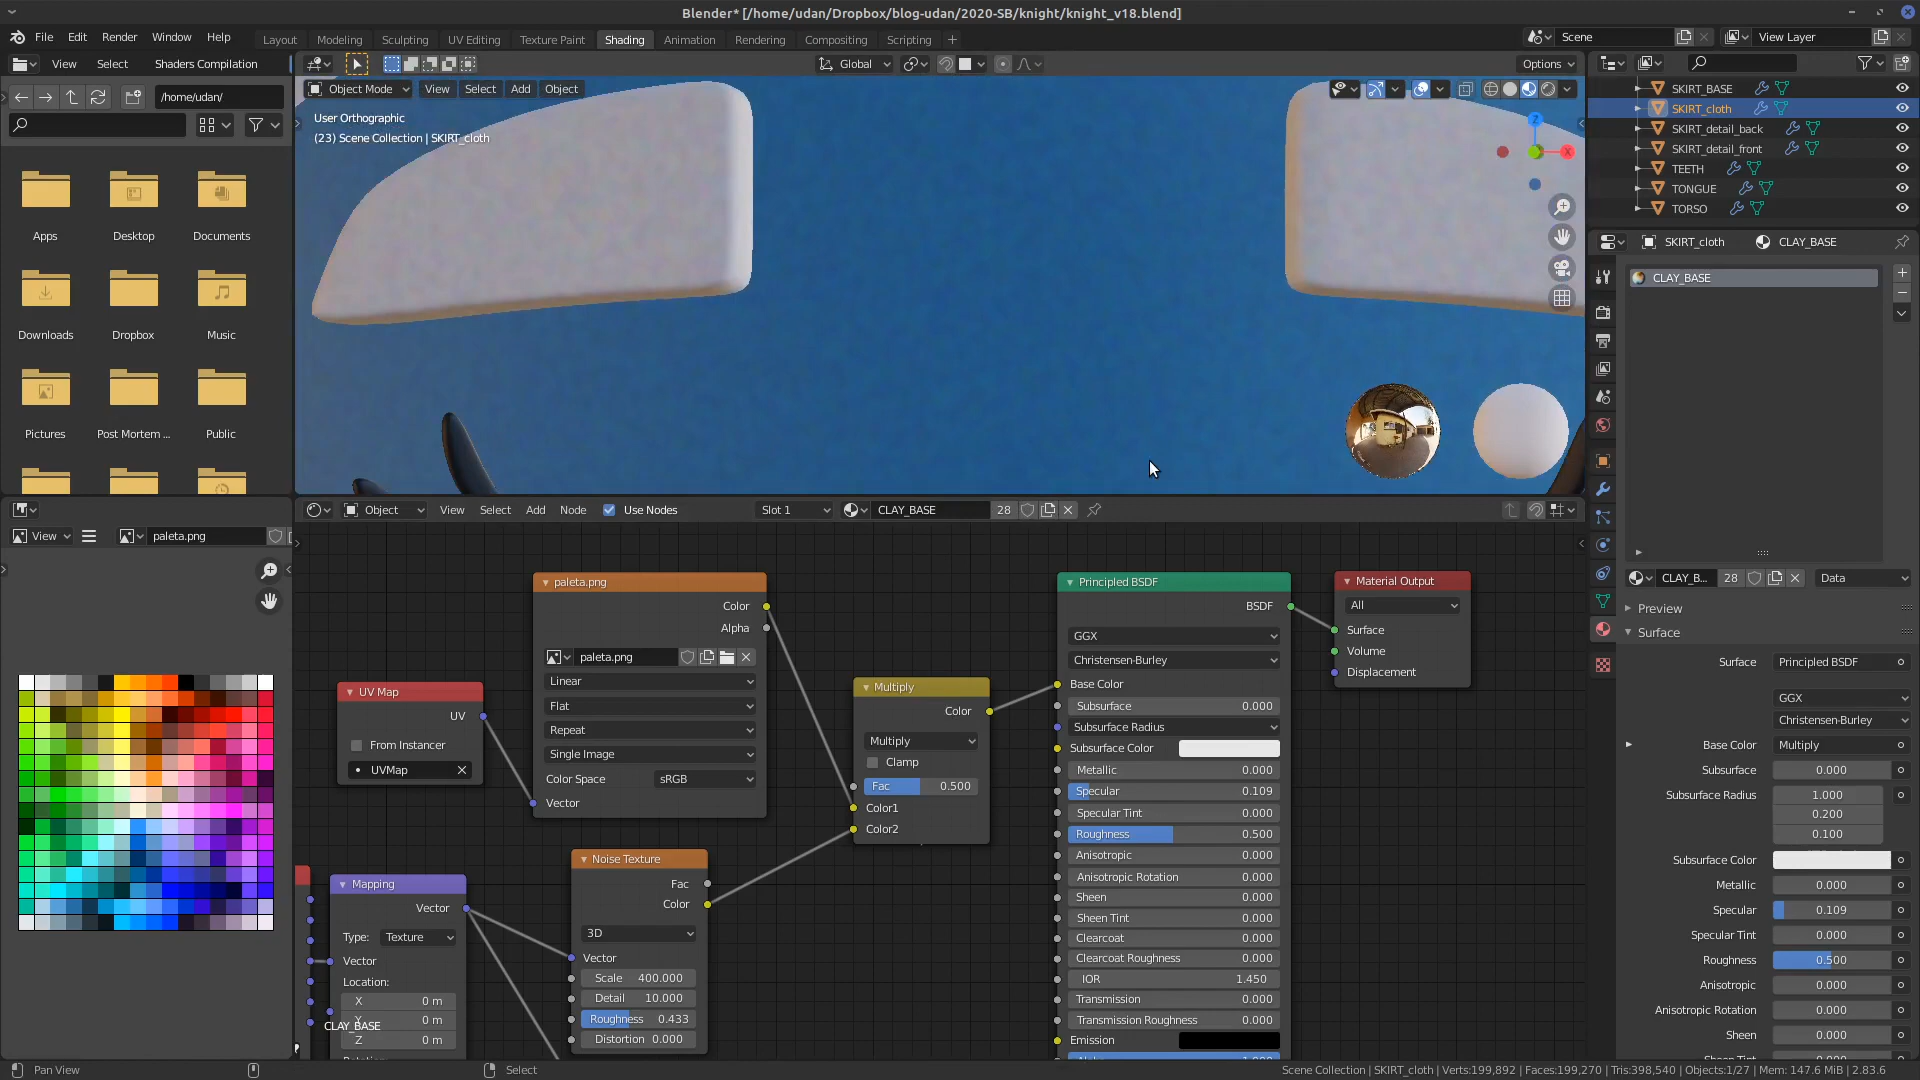 Blender* [/home/udan/Dropbox/blog-udan/2020-SB/knight/knight_v18.blend]
File Edit Render Window Help
Layout Modeling Sculpting UV Editing Texture Paint Shading Animation Rendering Compositing Scripting +
Scene
View Layer
View Select Shaders Compilation
Global
Options
/home/udan/
Object Mode View Select Add Object
User Orthographic
(23) Scene Collection | SKIRT_cloth
Z
X
SKIRT_BASE
SKIRT_cloth
SKIRT_detail_back
SKIRT_detail_front
TEETH
TONGUE
TORSO
Apps
Desktop
Documents
Downloads
Dropbox
Music
Pictures
Post Mortem ...
Public
SKIRT_cloth
CLAY_BASE
CLAY_BASE
Object View Select Add Node Use Nodes
Slot 1
CLAY_BASE
28
View
paleta.png
paleta.png
Color
Alpha
paleta.png
Linear
Flat
Repeat
Single Image
Color Space sRGB
Vector
UV Map
UV
From Instancer
UVMap
Multiply
Color
Multiply
Clamp
Fac 0.500
Color1
Color2
Noise Texture
Fac
Color
3D
Vector
Scale 400.000
Detail 10.000
Roughness 0.433
Distortion 0.000
Mapping
Vector
Type: Texture
Vector
Location:
X 0 m
Y 0 m
Z 0 m
CLAY_BASE
Principled BSDF
BSDF
GGX
Christensen-Burley
Base Color
Subsurface 0.000
Subsurface Radius
Subsurface Color
Metallic 0.000
Specular 0.109
Specular Tint 0.000
Roughness 0.500
Anisotropic 0.000
Anisotropic Rotation 0.000
Sheen 0.000
Sheen Tint 0.000
Clearcoat 0.000
Clearcoat Roughness 0.000
IOR 1.450
Transmission 0.000
Transmission Roughness 0.000
Emission
Material Output
All
Surface
Volume
Displacement
CLAY_B... 28
Data
Preview
Surface
Surface Principled BSDF
GGX
Christensen-Burley
Base Color Multiply
Subsurface 0.000
Subsurface Radius 1.000
0.200
0.100
Subsurface Color
Metallic 0.000
Specular 0.109
Specular Tint 0.000
Roughness 0.500
Anisotropic 0.000
Anisotropic Rotation 0.000
Sheen 0.000
Pan View
Select
Scene Collection | SKIRT_cloth | Verts:199,892 | Faces:199,270 | Tris:398,540 | Objects:1/27 | Mem: 147.6 MiB | 2.83.6